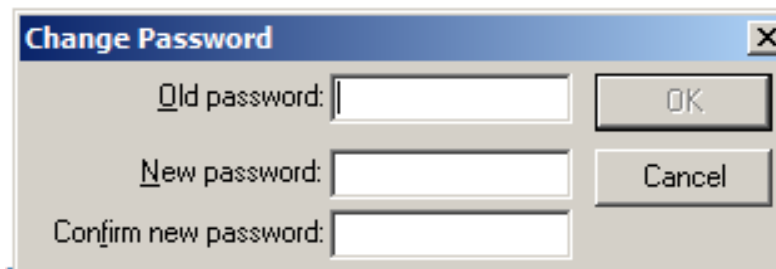 Change Password
Old password:
OK
New password:
Cancel
Confirm new password: